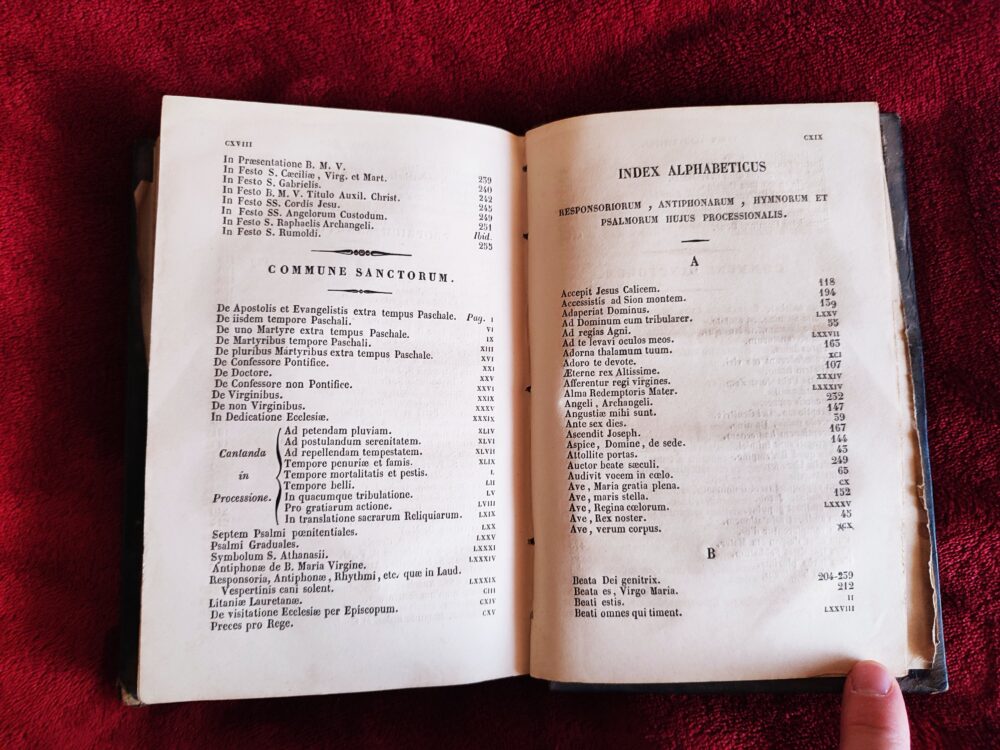 CXVIII
In Præsentatione B. M. V. 239
In Festo S. Cæciliæ, Virg. et Mart. 240
In Festo S. Gabrielis. 242
In Festo B. M. V. Titulo Auxil. Christ. 245
In Festo SS. Cordis Jesu. 249
In Festo SS. Angelorum Custodum. 251
In Festo S. Raphaelis Archangeli. Ibid.
In Festo S. Rumoldi. 253
COMMUNE SANCTORUM.
De Apostolis et Evangelistis extra tempus Paschale. Pag. I
De iisdem tempore Paschali. VI
De uno Martyre extra tempus Paschale. IX
De Martyribus tempore Paschali. XIII
De pluribus Martyribus extra tempus Paschale. XVI
De Confessore Pontifice. XXI
De Doctore. XXV
De Confessore non Pontifice. XXVI
De Virginibus. XXIX
De non Virginibus. XXXV
In Dedicatione Ecclesiæ. XXXIX
Cantanda in Processione.
Ad petendam pluviam. XLIV
Ad postulandum serenitatem. XLVI
Ad repellendam tempestatem. XLVII
Tempore penuriæ et famis. XLIX
Tempore mortalitatis et pestis. L
Tempore belli. LII
In quacumque tribulatione. LV
Pro gratiarum actione. LVIII
In translatione sacrarum Reliquiarum. LXIX
Septem Psalmi pœnitentiales. LXX
Psalmi Graduales. LXXV
Symbolum S. Athanasii. LXXXI
Antiphonæ de B. Maria Virgine. LXXXIV
Responsoria, Antiphonæ, Rhythmi, etc. quæ in Laud.
Vespertinis cani solent. LXXXIX
Litaniæ Lauretanæ. CIII
De visitatione Ecclesiæ per Episcopum. CXIV
Preces pro Rege. CXV
CXIX
INDEX ALPHABETICUS
RESPONSORIORUM, ANTIPHONARUM, HYMNORUM ET
PSALMORUM HUJUS PROCESSIONALIS.
A
Accepit Jesus Calicem. 118
Accessistis ad Sion montem. 194
Adaperiat Dominus. 139
Ad Dominum cum tribularer. LXXV
Ad regias Agni. 55
Ad te levavi oculos meos. LXXVII
Adorna thalamum tuum. 163
Adoro te devote. XCI
Æterne rex Altissime. 107
Afferentur regi virgines. XXXIV
Alma Redemptoris Mater. LXXXIV
Angeli, Archangeli. 232
Angustiæ mihi sunt. 147
Ante sex dies. 39
Ascendit Joseph. 167
Aspice, Domine, de sede. 144
Attollite portas. 43
Auctor beate sæculi. 249
Audivit vocem in cœlo. 65
Ave, Maria gratia plena. CX
Ave, maris stella. 152
Ave, Regina cœlorum. LXXXV
Ave, Rex noster. 45
Ave, verum corpus.
B
Beata Dei genitrix. 204-239
Beata es, Virgo Maria. 212
Beati estis. II
Beati omnes qui timent. LXXVIII